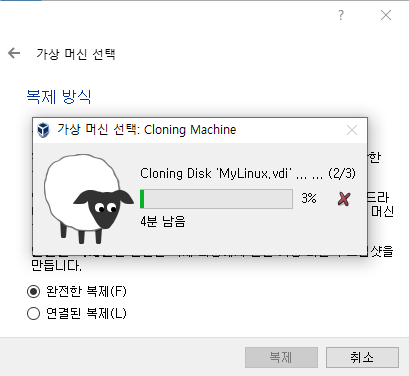 ?
가상 머신 선택
복제 방식
가상 머신 선택: Cloning Machine
Cloning Disk 'MyLinux.vdi' ... ... (2/3)
3%
4분 남음
한
드라
머신
샷을
만듭니다.
완전한 복제(F)
연결된 복제(L)
복제
취소